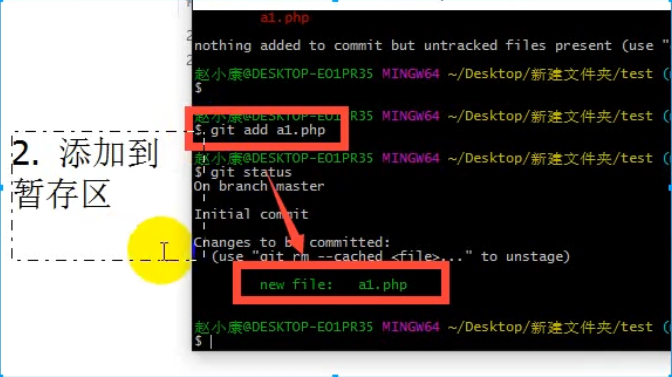 a1.php
nothing added to commit but untracked files present (use "
赵小康@DESKTOP-EO1PR35 MINGW64 ~/Desktop/新建文件夹/test (
$
赵小康@DESKTOP-EO1PR35 MINGW64 ~/Desktop/新建文件夹/test (
$ git add a1.php
赵小康@DESKTOP-EO1PR35 MINGW64 ~/Desktop/新建文件夹/test (
$ git status
On branch master
Initial commit
Changes to be committed:
(use "git rm --cached <file>..." to unstage)
new file: a1.php
赵小康@DESKTOP-EO1PR35 MINGW64 ~/Desktop/新建文件夹/test (
$
2. 添加到
暂存区